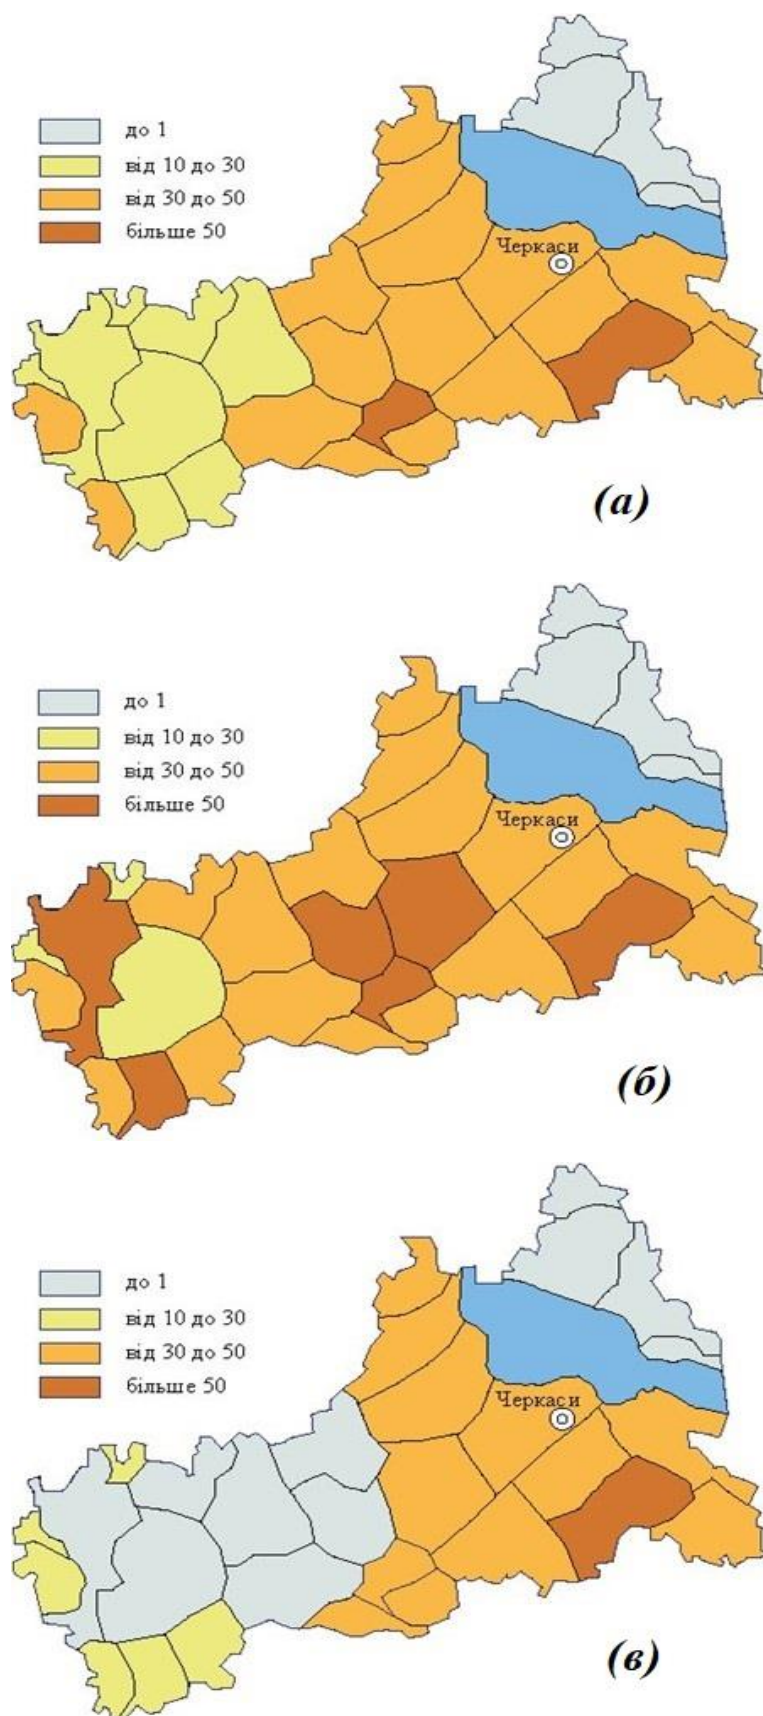 до 1
від 10 до 30
від 30 до 50
більше 50
Черкаси
(а)
до 1
від 10 до 30
від 30 до 50
більше 50
Черкаси
(б)
до 1
від 10 до 30
від 30 до 50
більше 50
Черкаси
(в)